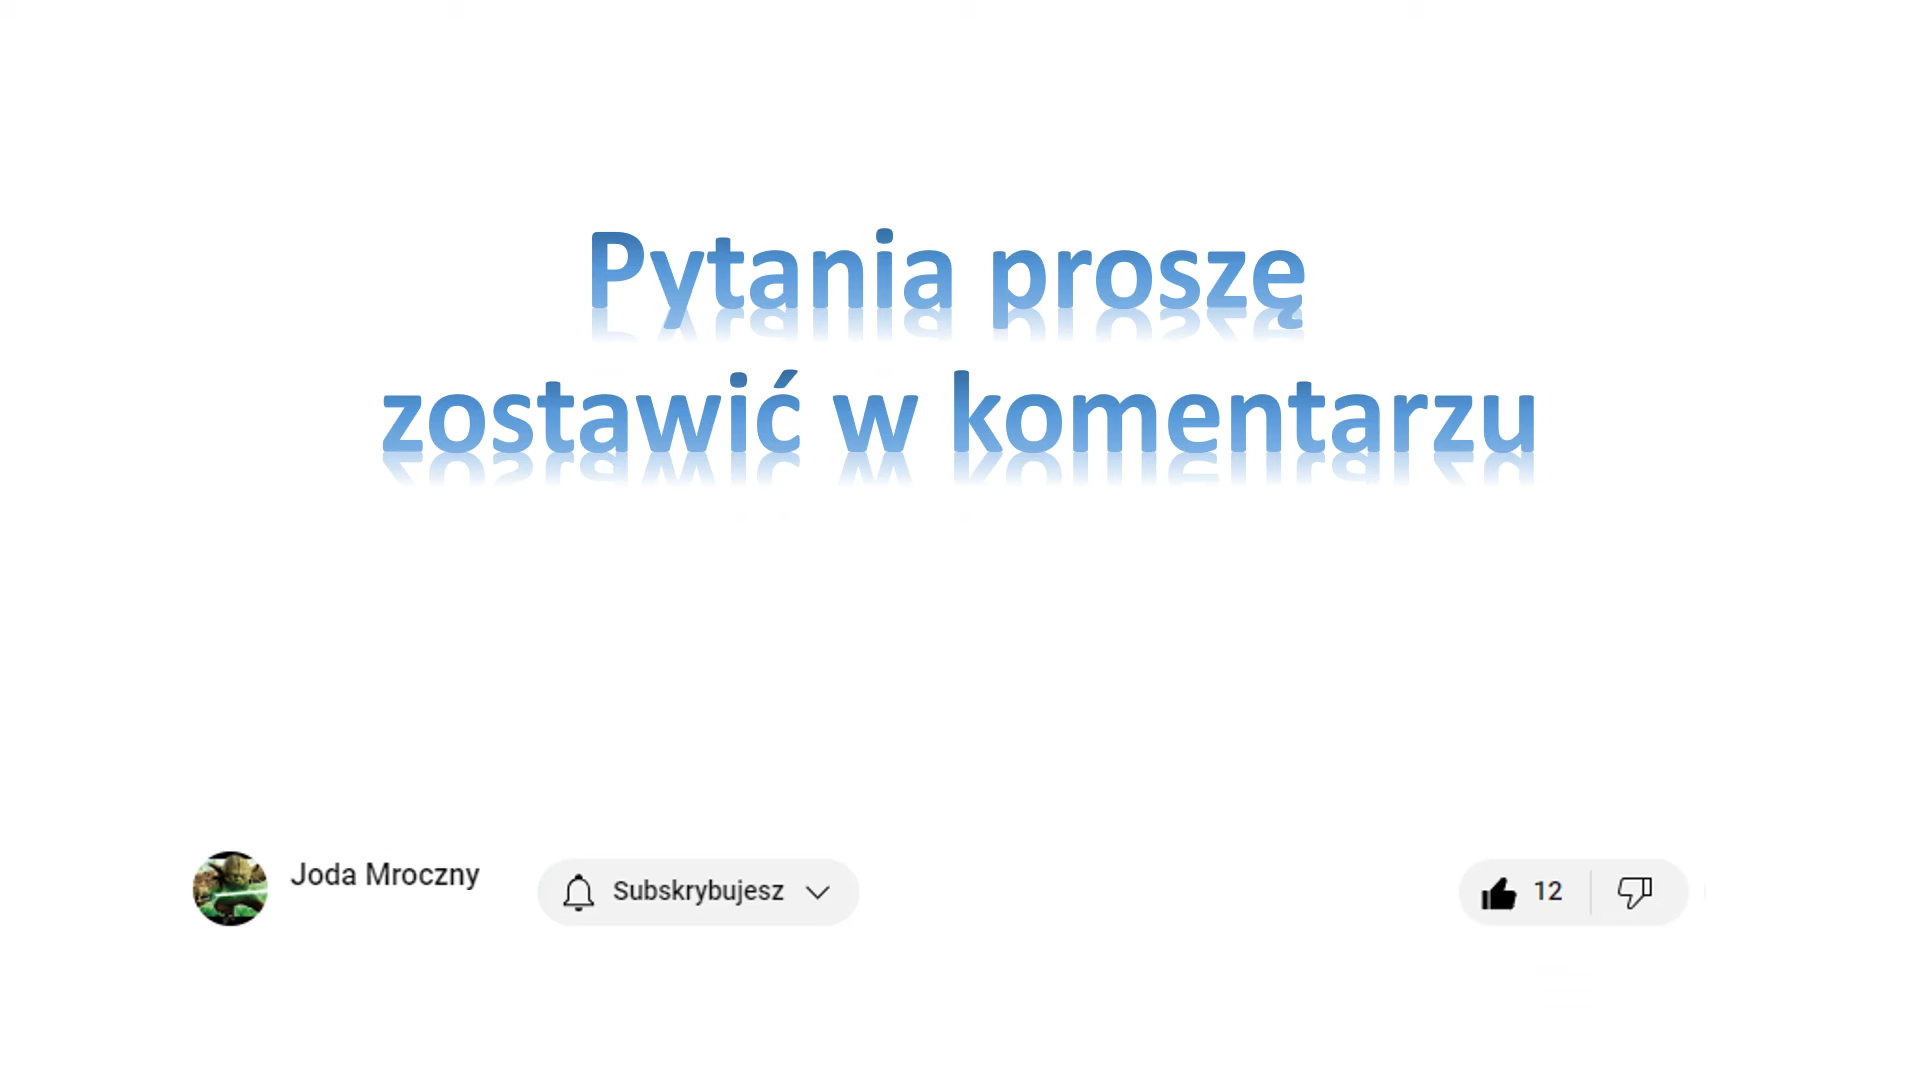 Pytania proszę
zostawić w komentarzu
Joda Mroczny
Subskrybujesz
12